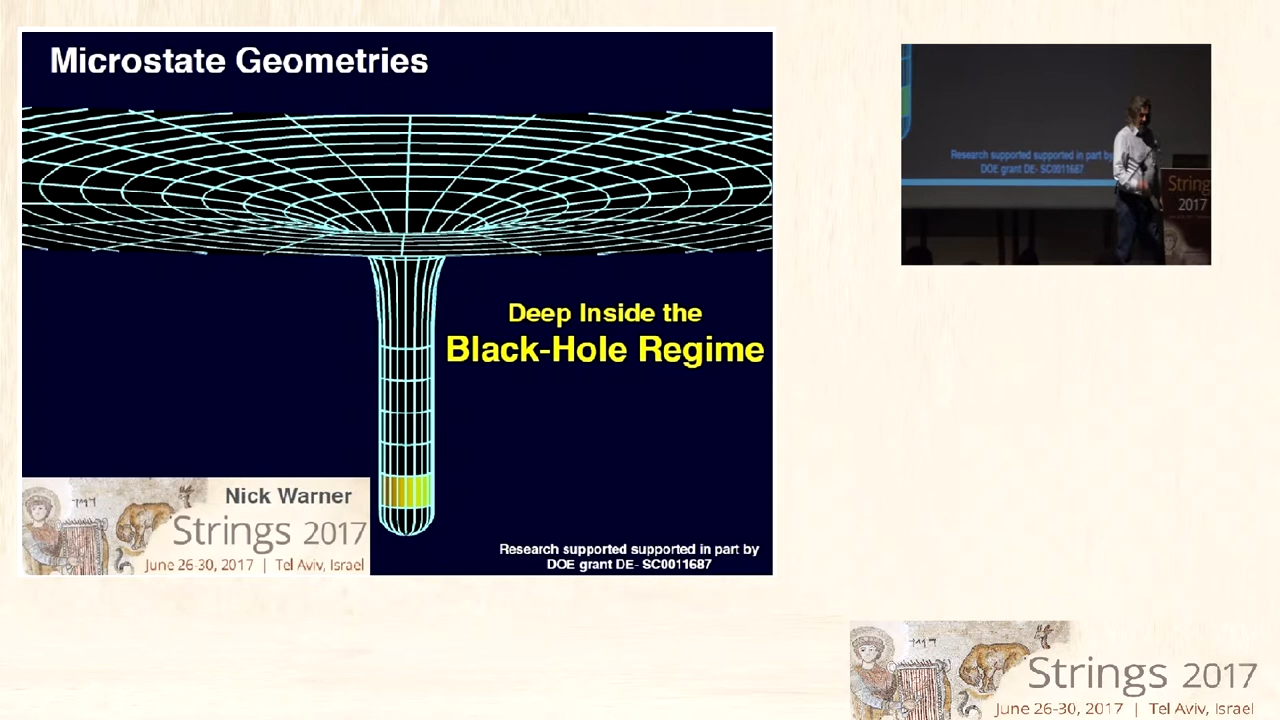 Microstate Geometries
Deep Inside the
Black-Hole Regime
Nick Warner
Strings 2017
June 26-30, 2017 | Tel Aviv, Israel
Research supported supported in part by
DOE grant DE- SC0011687
Research supported supported in part by
DOE grant DE- SC0011687
Strings
2017
Strings 2017
June 26-30, 2017 | Tel Aviv, Israel